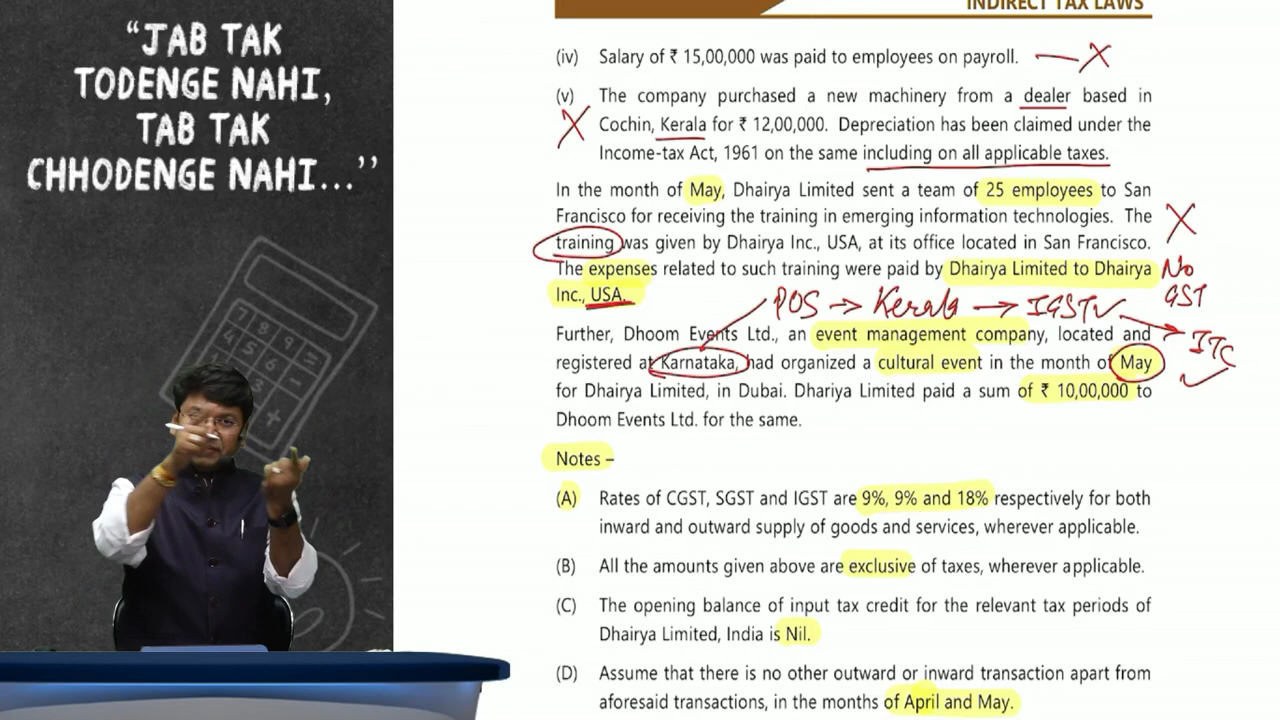 “JAB TAK
TODENGE NAHI,
TAB TAK
CHHODENGE NAHI...’’
INDIRECT TAX LAWS
(iv) Salary of ₹ 15,00,000 was paid to employees on payroll. — X
(v) The company purchased a new machinery from a dealer based in
X Cochin, Kerala for ₹ 12,00,000. Depreciation has been claimed under the
Income-tax Act, 1961 on the same including on all applicable taxes.
In the month of May, Dhairya Limited sent a team of 25 employees to San
Francisco for receiving the training in emerging information technologies. The X
training was given by Dhairya Inc., USA, at its office located in San Francisco.
The expenses related to such training were paid by Dhairya Limited to Dhairya No
Inc., USA. GST
POS → Kerala → IGST✓ → ITC ✓
Further, Dhoom Events Ltd., an event management company, located and
registered at Karnataka, had organized a cultural event in the month of May
for Dhairya Limited, in Dubai. Dhariya Limited paid a sum of ₹ 10,00,000 to
Dhoom Events Ltd. for the same.
Notes –
(A) Rates of CGST, SGST and IGST are 9%, 9% and 18% respectively for both
inward and outward supply of goods and services, wherever applicable.
(B) All the amounts given above are exclusive of taxes, wherever applicable.
(C) The opening balance of input tax credit for the relevant tax periods of
Dhairya Limited, India is Nil.
(D) Assume that there is no other outward or inward transaction apart from
aforesaid transactions, in the months of April and May.
7 8 9
4 5 6